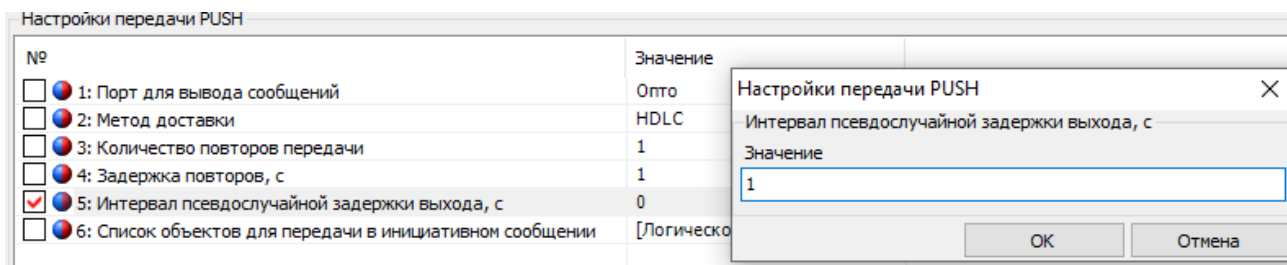 Настройки передачи PUSH
№ Значение
1: Порт для вывода сообщений Опто
2: Метод доставки HDLC
3: Количество повторов передачи 1
4: Задержка повторов, с 1
5: Интервал псевдослучайной задержки выхода, с 0
6: Список объектов для передачи в инициативном сообщении [Логическо
Настройки передачи PUSH
Интервал псевдослучайной задержки выхода, с
Значение
1
OK Отмена